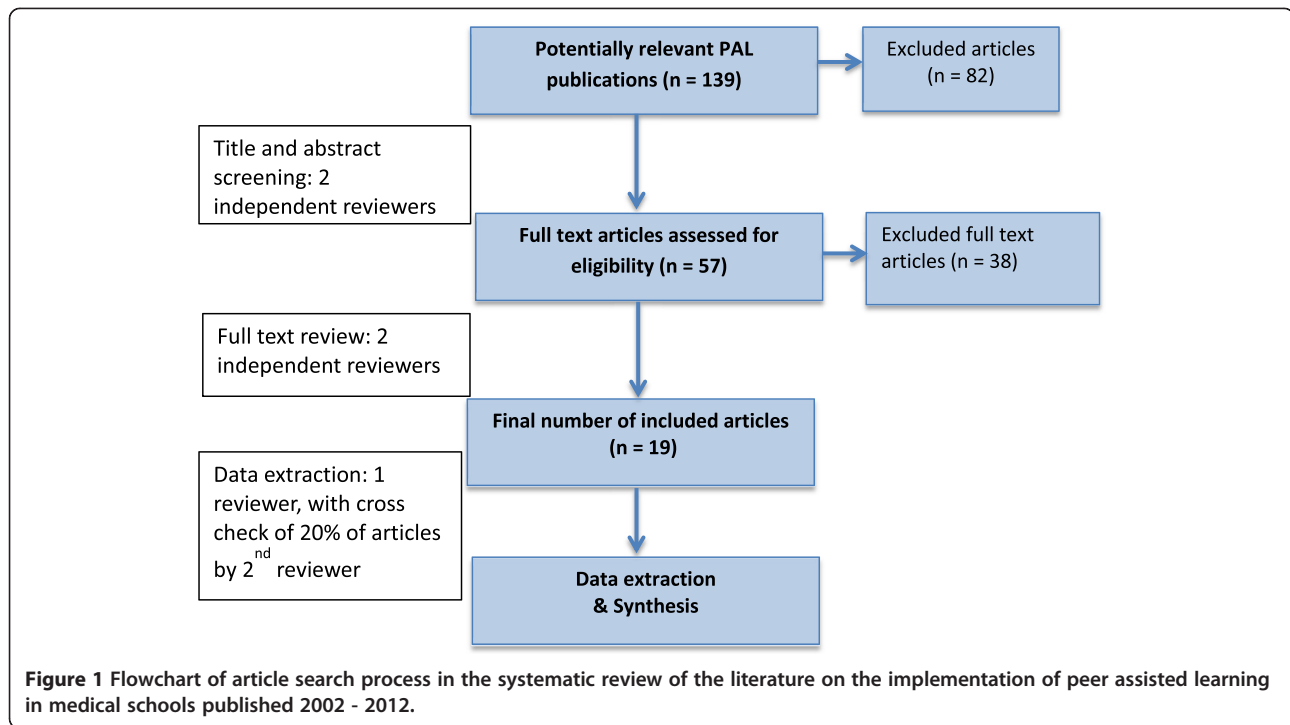 Potentially relevant PAL
publications (n = 139)
Excluded articles
(n = 82)
Title and abstract
screening: 2
independent reviewers
Full text articles assessed for
eligibility (n = 57)
Excluded full text
articles (n = 38)
Full text review: 2
independent reviewers
Final number of included articles
(n = 19)
Data extraction: 1
reviewer, with cross
check of 20% of articles
by 2nd reviewer
Data extraction
& Synthesis
Figure 1 Flowchart of article search process in the systematic review of the literature on the implementation of peer assisted learning
in medical schools published 2002 - 2012.